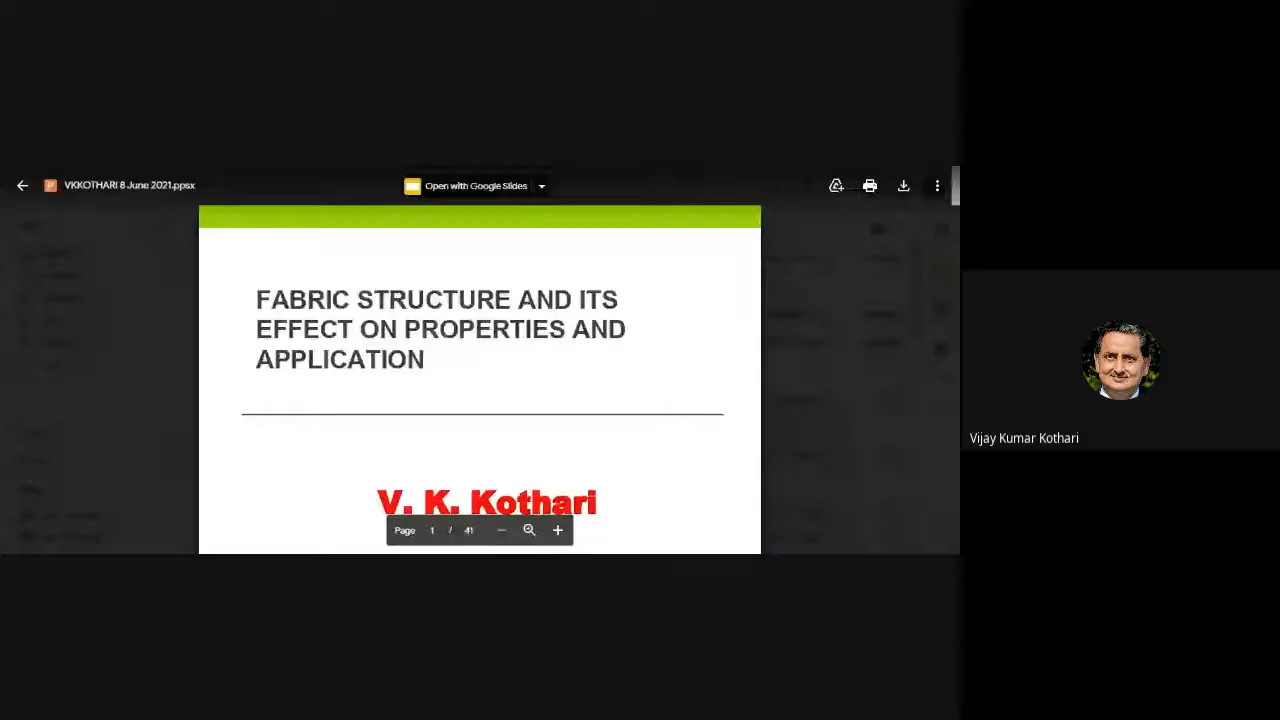 VKKOTHARI 8 June 2021.ppsx
Open with Google Slides
FABRIC STRUCTURE AND ITS
EFFECT ON PROPERTIES AND
APPLICATION
V. K. Kothari
Page 1 / 41
Vijay Kumar Kothari